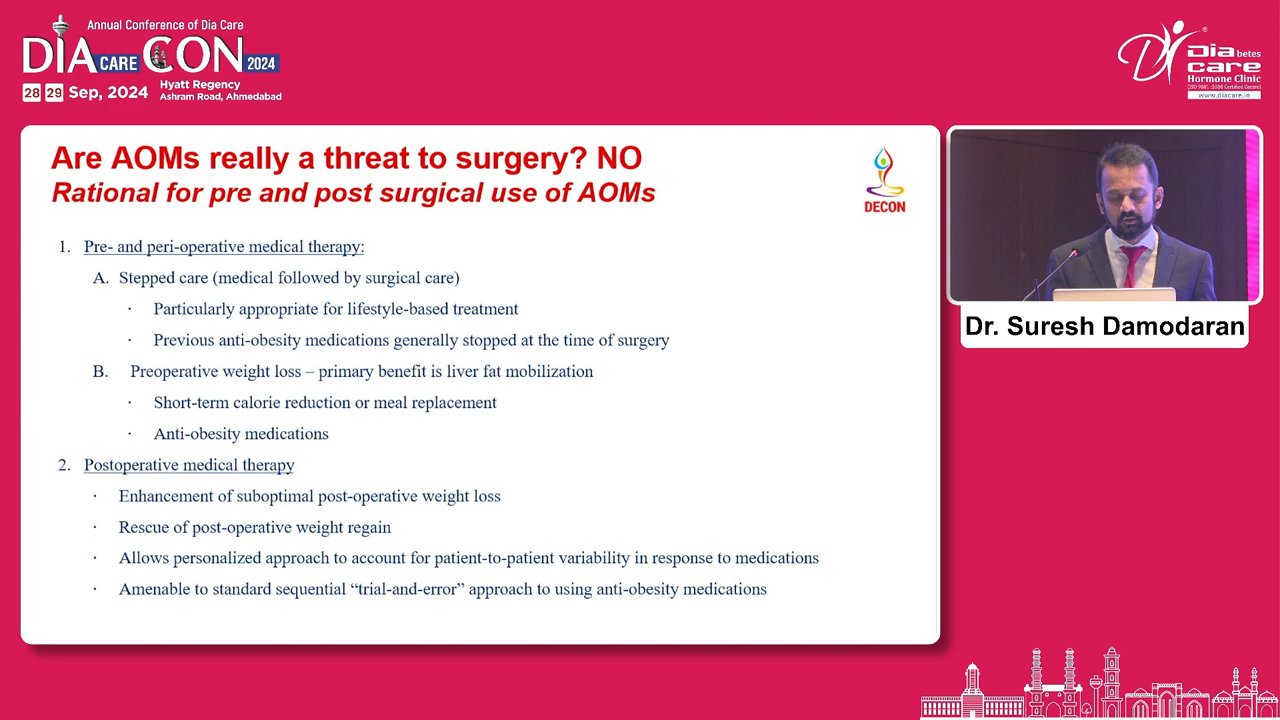 Annual Conference of Dia Care
DIA CARE CON 2024
28 29 Sep, 2024
Hyatt Regency
Ashram Road, Ahmedabad
Diabetes
care
Hormone Clinic
(ISO 9001 :2008 Certified Centre)
www.diacare.in
Are AOMs really a threat to surgery? NO
Rational for pre and post surgical use of AOMs
DECON
1. Pre- and peri-operative medical therapy:
A. Stepped care (medical followed by surgical care)
· Particularly appropriate for lifestyle-based treatment
· Previous anti-obesity medications generally stopped at the time of surgery
B. Preoperative weight loss – primary benefit is liver fat mobilization
· Short-term calorie reduction or meal replacement
· Anti-obesity medications
2. Postoperative medical therapy
· Enhancement of suboptimal post-operative weight loss
· Rescue of post-operative weight regain
· Allows personalized approach to account for patient-to-patient variability in response to medications
· Amenable to standard sequential “trial-and-error” approach to using anti-obesity medications
Dr. Suresh Damodaran